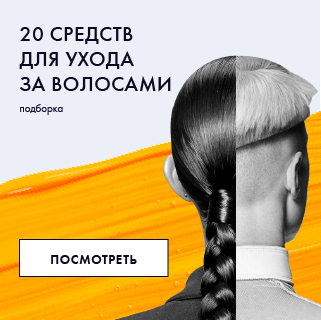 20 СРЕДСТВ
ДЛЯ УХОДА
ЗА ВОЛОСАМИ
подборка
ПОСМОТРЕТЬ